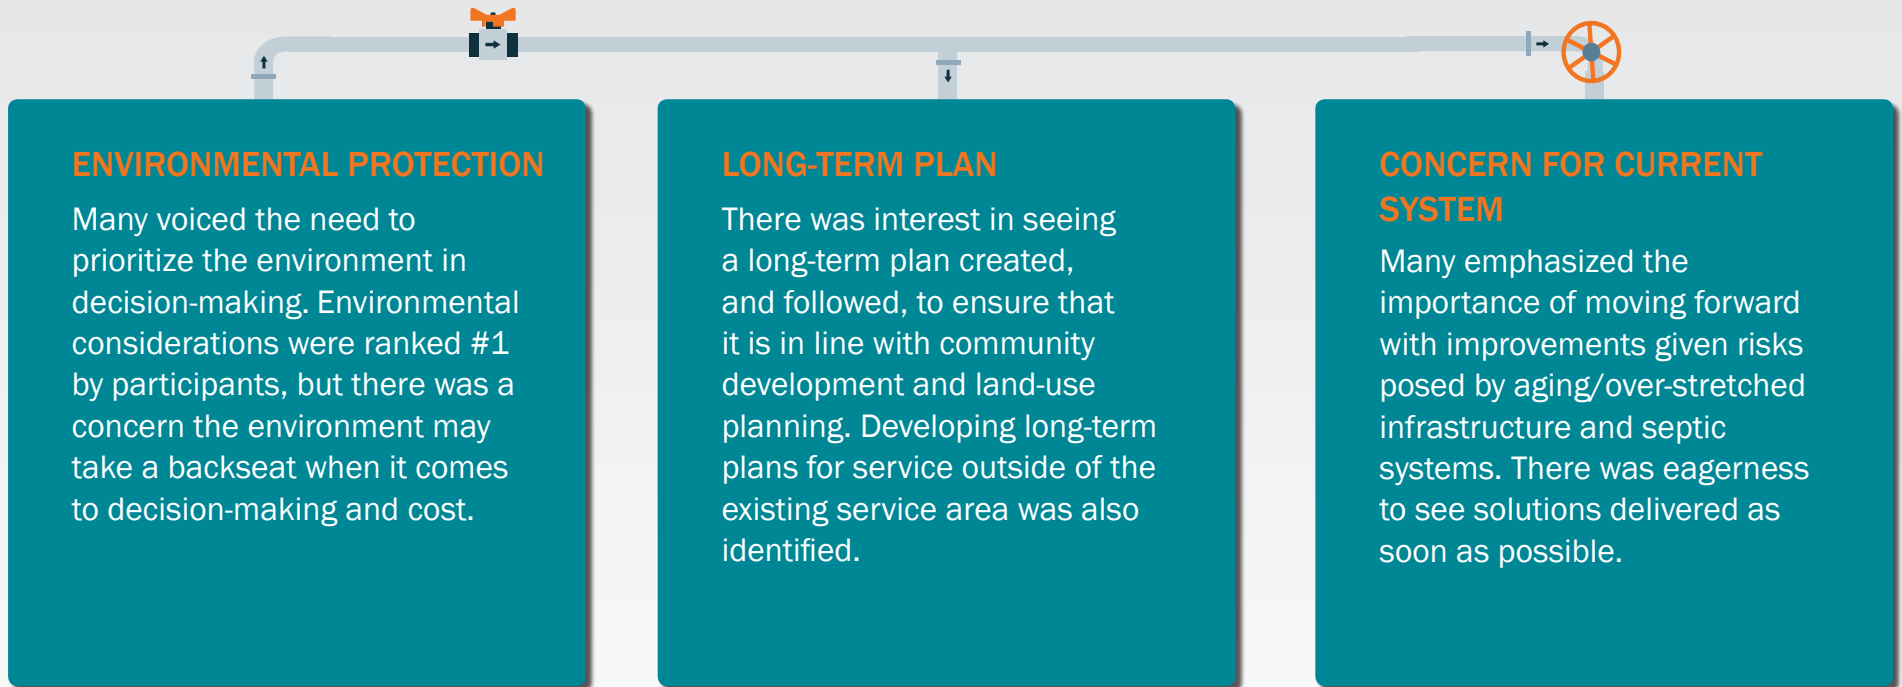 ENVIRONMENTAL PROTECTION
Many voiced the need to
prioritize the environment in
decision-making. Environmental
considerations were ranked #1
by participants, but there was a
concern the environment may
take a backseat when it comes
to decision-making and cost.
LONG-TERM PLAN
There was interest in seeing
a long-term plan created,
and followed, to ensure that
it is in line with community
development and land-use
planning. Developing long-term
plans for service outside of the
existing service area was also
identified.
CONCERN FOR CURRENT
SYSTEM
Many emphasized the
importance of moving forward
with improvements given risks
posed by aging/over-stretched
infrastructure and septic
systems. There was eagerness
to see solutions delivered as
soon as possible.